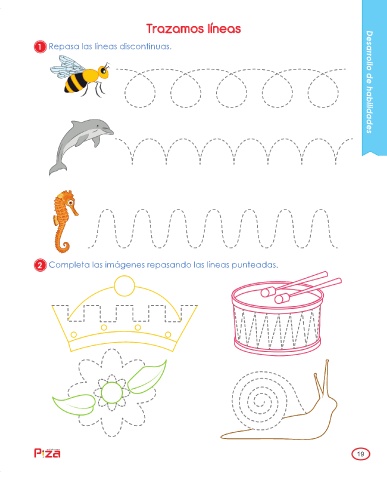 Trazamos líneas
1 Repasa las líneas discontinuas.
Desarrollo de habilidades
2 Completa las imágenes repasando las líneas punteadas.
Piza
19